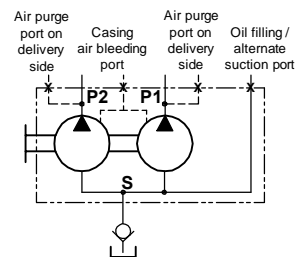 Air purge
port on
delivery
side
Casing
air bleeding
port
Air purge
port on
delivery
side
Oil filling /
alternate
suction port
P2
P1
S